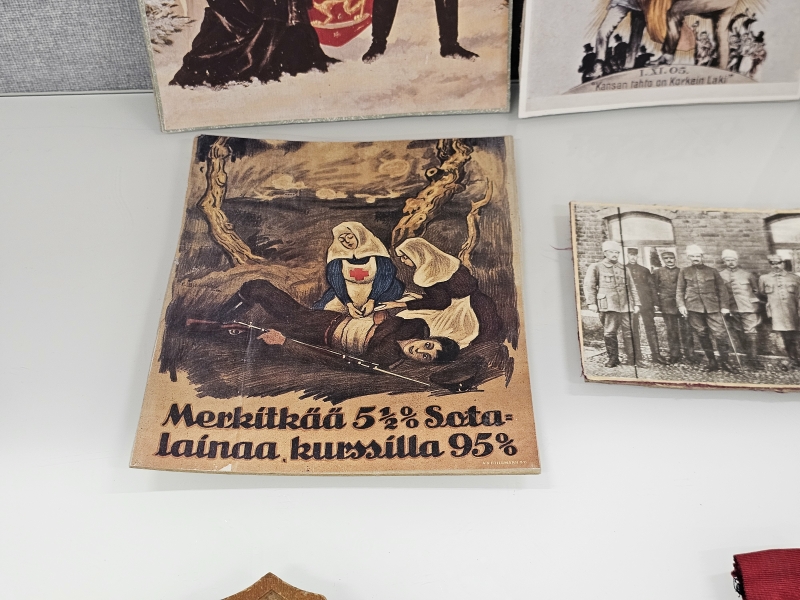 1.XI.05.
"Kansan tahto on Korkein Laki"
Merkitkää 5½% Sota=
lainaa, kurssilla 95%